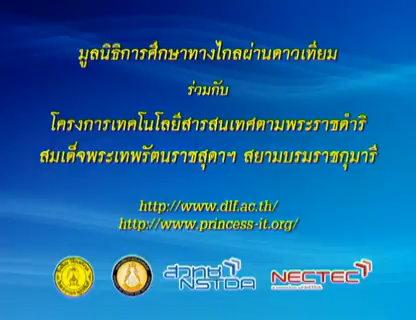 มูลนิธิการศึกษาทางไกลผ่านดาวเทียม
ร่วมกับ
โครงการเทคโนโลยีสารสนเทศตามพระราชดำริ
สมเด็จพระเทพรัตนราชสุดาฯ สยามบรมราชกุมารี
http://www.dlf.ac.th/
http://www.princess-it.org/
สวทช
NSTDA
NECTEC